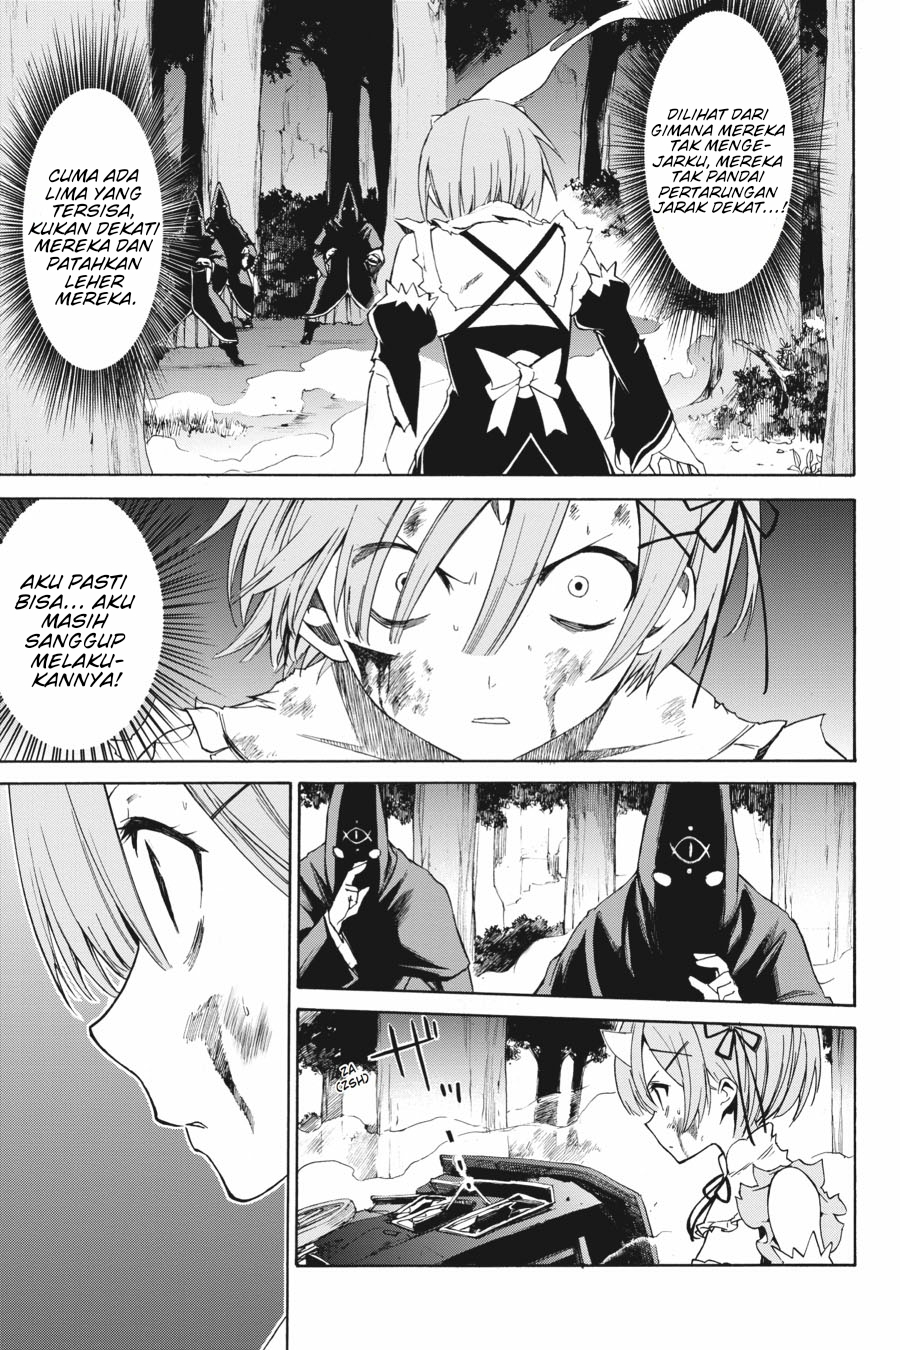 DILIHAT DARI
GIMANA MEREKA
TAK MENGE-
JARKU, MEREKA
TAK PANDAI
PERTARUNGAN
JARAK DEKAT...!
CUMA ADA
LIMA YANG
TERSISA,
KUKAN DEKATI
MEREKA DAN
PATAHKAN
LEHER
MEREKA.
AKU PASTI
BISA... AKU
MASIH
SANGGUP
MELAKU-
KANNYA!
ザッ
ZA
(ZSH)